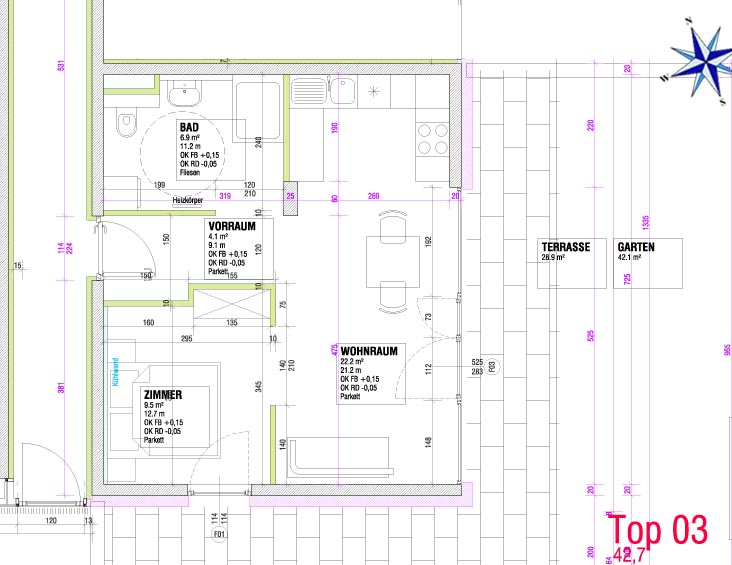 N
W
S
7
531
20
20
220
190
240
BAD
6.9 m²
11.2 m
OK FB +0,15
OK RD -0,05
Fliesen
199
120
210
319
25
269
20
Heizkörper
60
10
VORRAUM
4.1 m²
9.1 m
OK FB +0,15
OK RD -0,05
Parkett
114
224
150
120
192
15
150
155
TERRASSE
28.9 m²
GARTEN
42.1 m²
1335
725
10
10
75
160
135
295
10
73
525
475
WOHNRAUM
22.2 m²
21.2 m
OK FB +0,15
OK RD -0,05
Parkett
140
210
525
283
F03
112
965
Kühlwand
345
381
ZIMMER
9.5 m²
12.7 m
OK FB +0,15
OK RD -0,05
Parkett
140
148
20
20
120
13
114
114
F01
200
64
Top 03
42,7